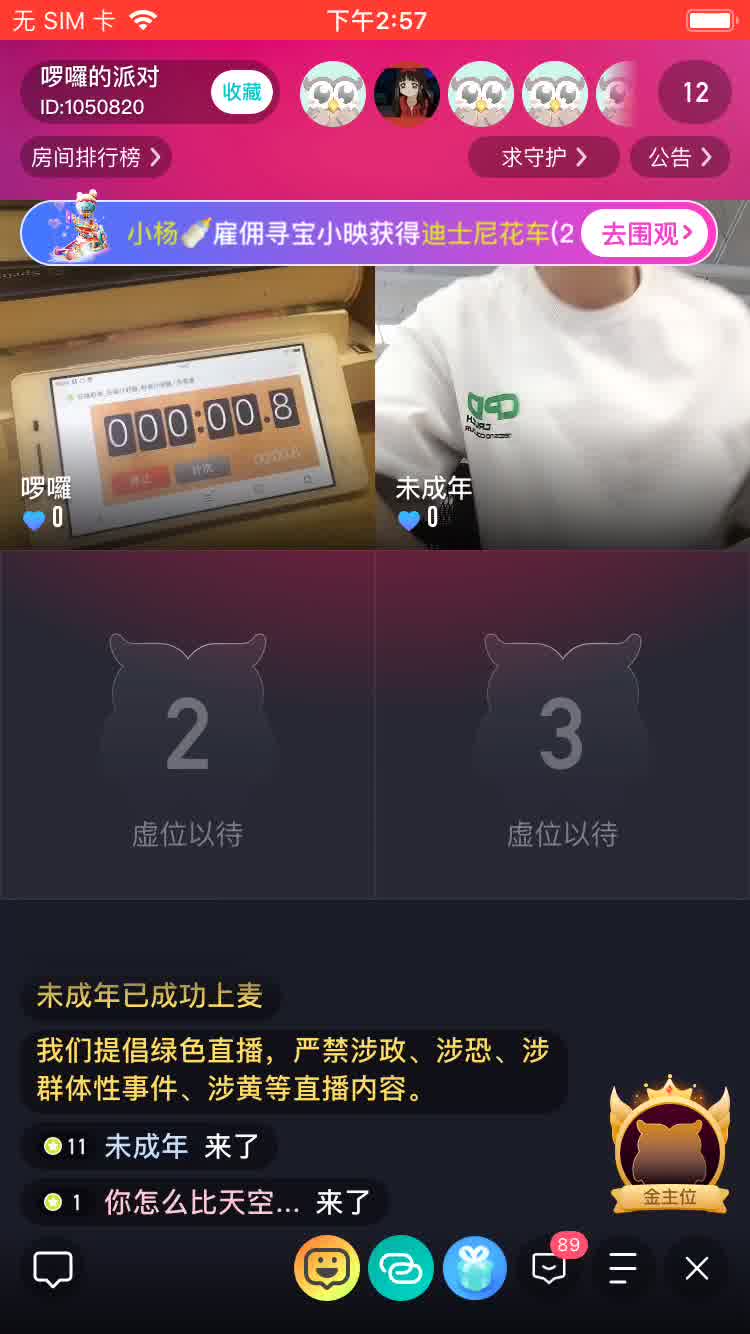 无 SIM 卡
下午2:57
啰囉的派对
ID:1050820
收藏
12
房间排行榜
求守护
公告
小杨🍼雇佣寻宝小映获得迪士尼花车(2
去围观
000:00.8
停止
计次
啰囉
0
未成年
0
2
虚位以待
3
虚位以待
未成年已成功上麦
我们提倡绿色直播，严禁涉政、涉恐、涉
群体性事件、涉黄等直播内容。
11 未成年 来了
1 你怎么比天空... 来了
金主位
89